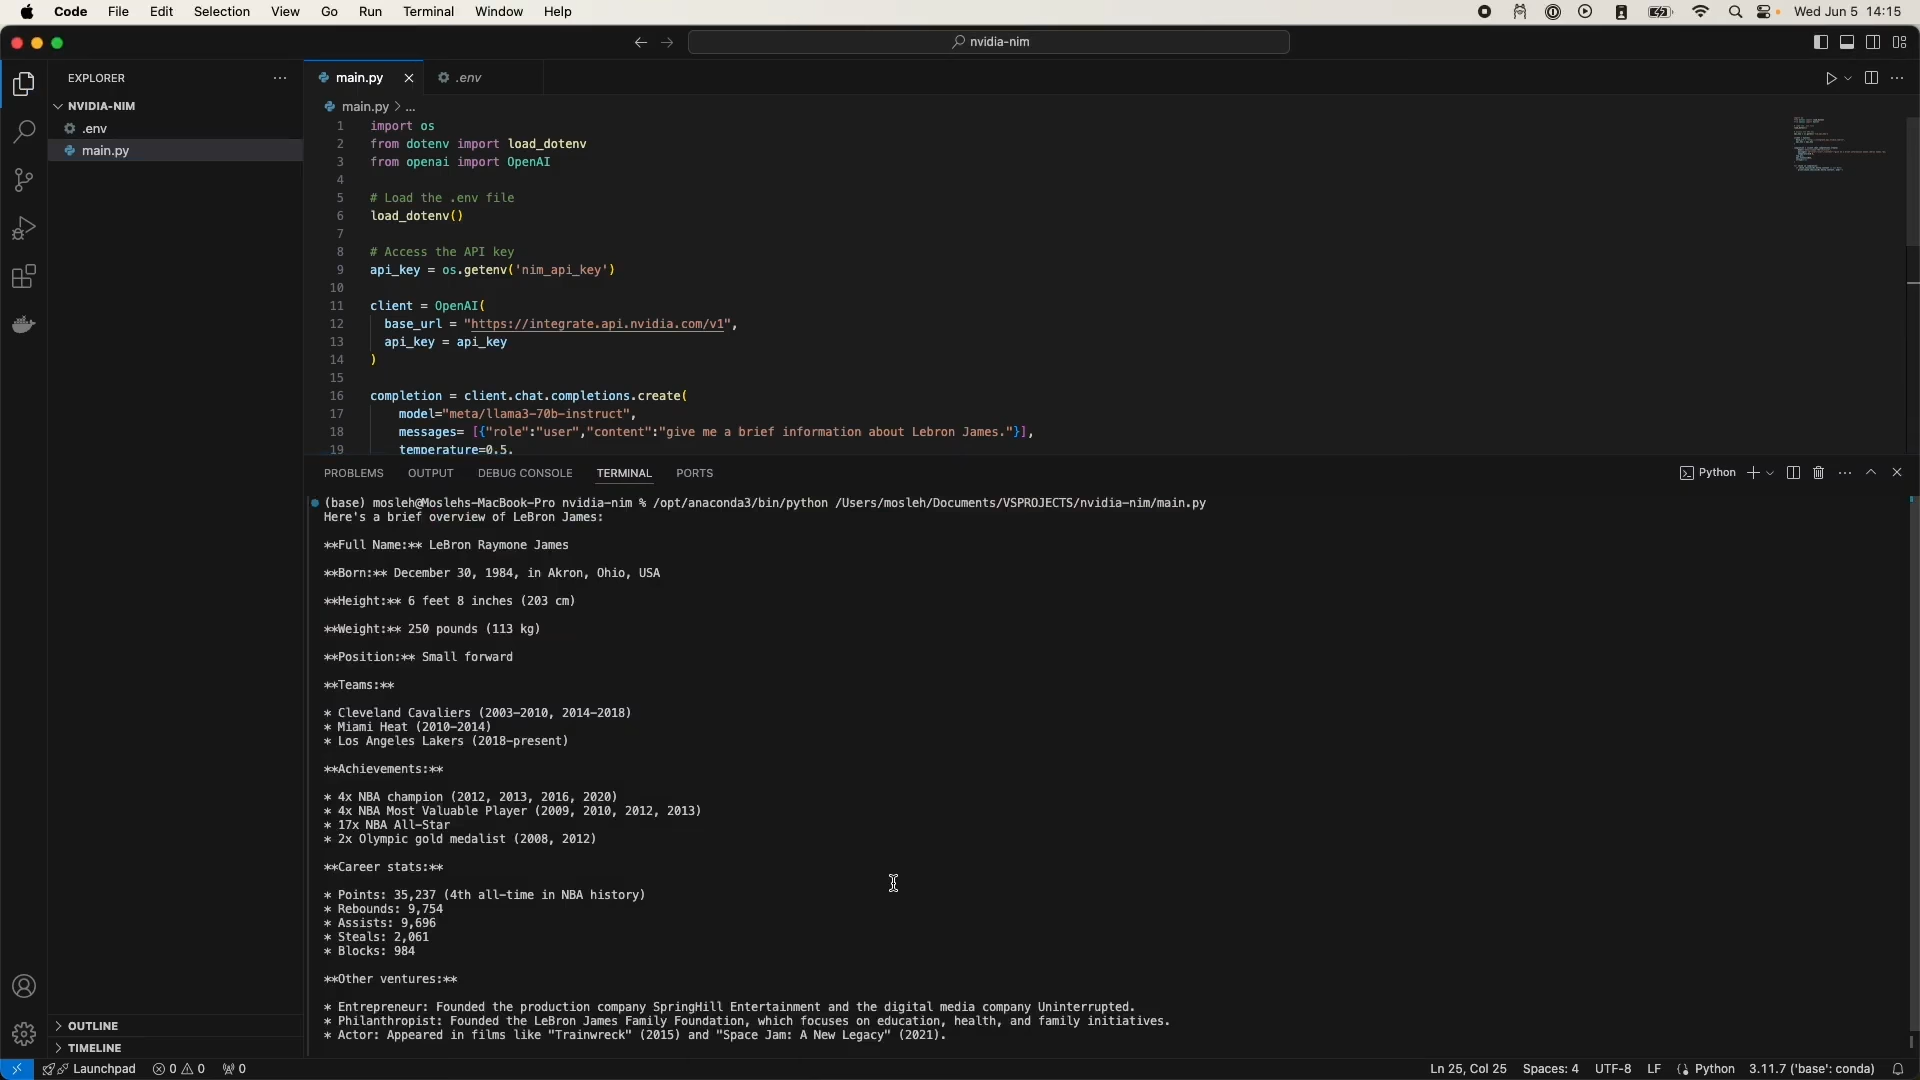 Code File Edit Selection View Go Run Terminal Window Help Wed Jun 5 14:15
nvidia-nim
EXPLORER
NVIDIA-NIM
.env
main.py
main.py .env
main.py > ...
1 import os
2 from dotenv import load_dotenv
3 from openai import OpenAI
4
5 # Load the .env file
6 load_dotenv()
7
8 # Access the API key
9 api_key = os.getenv('nim_api_key')
10
11 client = OpenAI(
12 base_url = "https://integrate.api.nvidia.com/v1",
13 api_key = api_key
14 )
15
16 completion = client.chat.completions.create(
17 model="meta/llama3-70b-instruct",
18 messages= [{"role":"user","content":"give me a brief information about Lebron James."}],
19 temperature=0.5,
PROBLEMS OUTPUT DEBUG CONSOLE TERMINAL PORTS Python
(base) mosleh@Moslehs-MacBook-Pro nvidia-nim % /opt/anaconda3/bin/python /Users/mosleh/Documents/VSPROJECTS/nvidia-nim/main.py
Here's a brief overview of LeBron James:
**Full Name:** LeBron Raymone James
**Born:** December 30, 1984, in Akron, Ohio, USA
**Height:** 6 feet 8 inches (203 cm)
**Weight:** 250 pounds (113 kg)
**Position:** Small forward
**Teams:**
* Cleveland Cavaliers (2003-2010, 2014-2018)
* Miami Heat (2010-2014)
* Los Angeles Lakers (2018-present)
**Achievements:**
* 4x NBA champion (2012, 2013, 2016, 2020)
* 4x NBA Most Valuable Player (2009, 2010, 2012, 2013)
* 17x NBA All-Star
* 2x Olympic gold medalist (2008, 2012)
**Career stats:**
* Points: 35,237 (4th all-time in NBA history)
* Rebounds: 9,754
* Assists: 9,696
* Steals: 2,061
* Blocks: 984
**Other ventures:**
* Entrepreneur: Founded the production company SpringHill Entertainment and the digital media company Uninterrupted.
* Philanthropist: Founded the LeBron James Family Foundation, which focuses on education, health, and family initiatives.
* Actor: Appeared in films like "Trainwreck" (2015) and "Space Jam: A New Legacy" (2021).
OUTLINE
TIMELINE
Launchpad 0 0 0 Ln 25, Col 25 Spaces: 4 UTF-8 LF Python 3.11.7 ('base': conda)